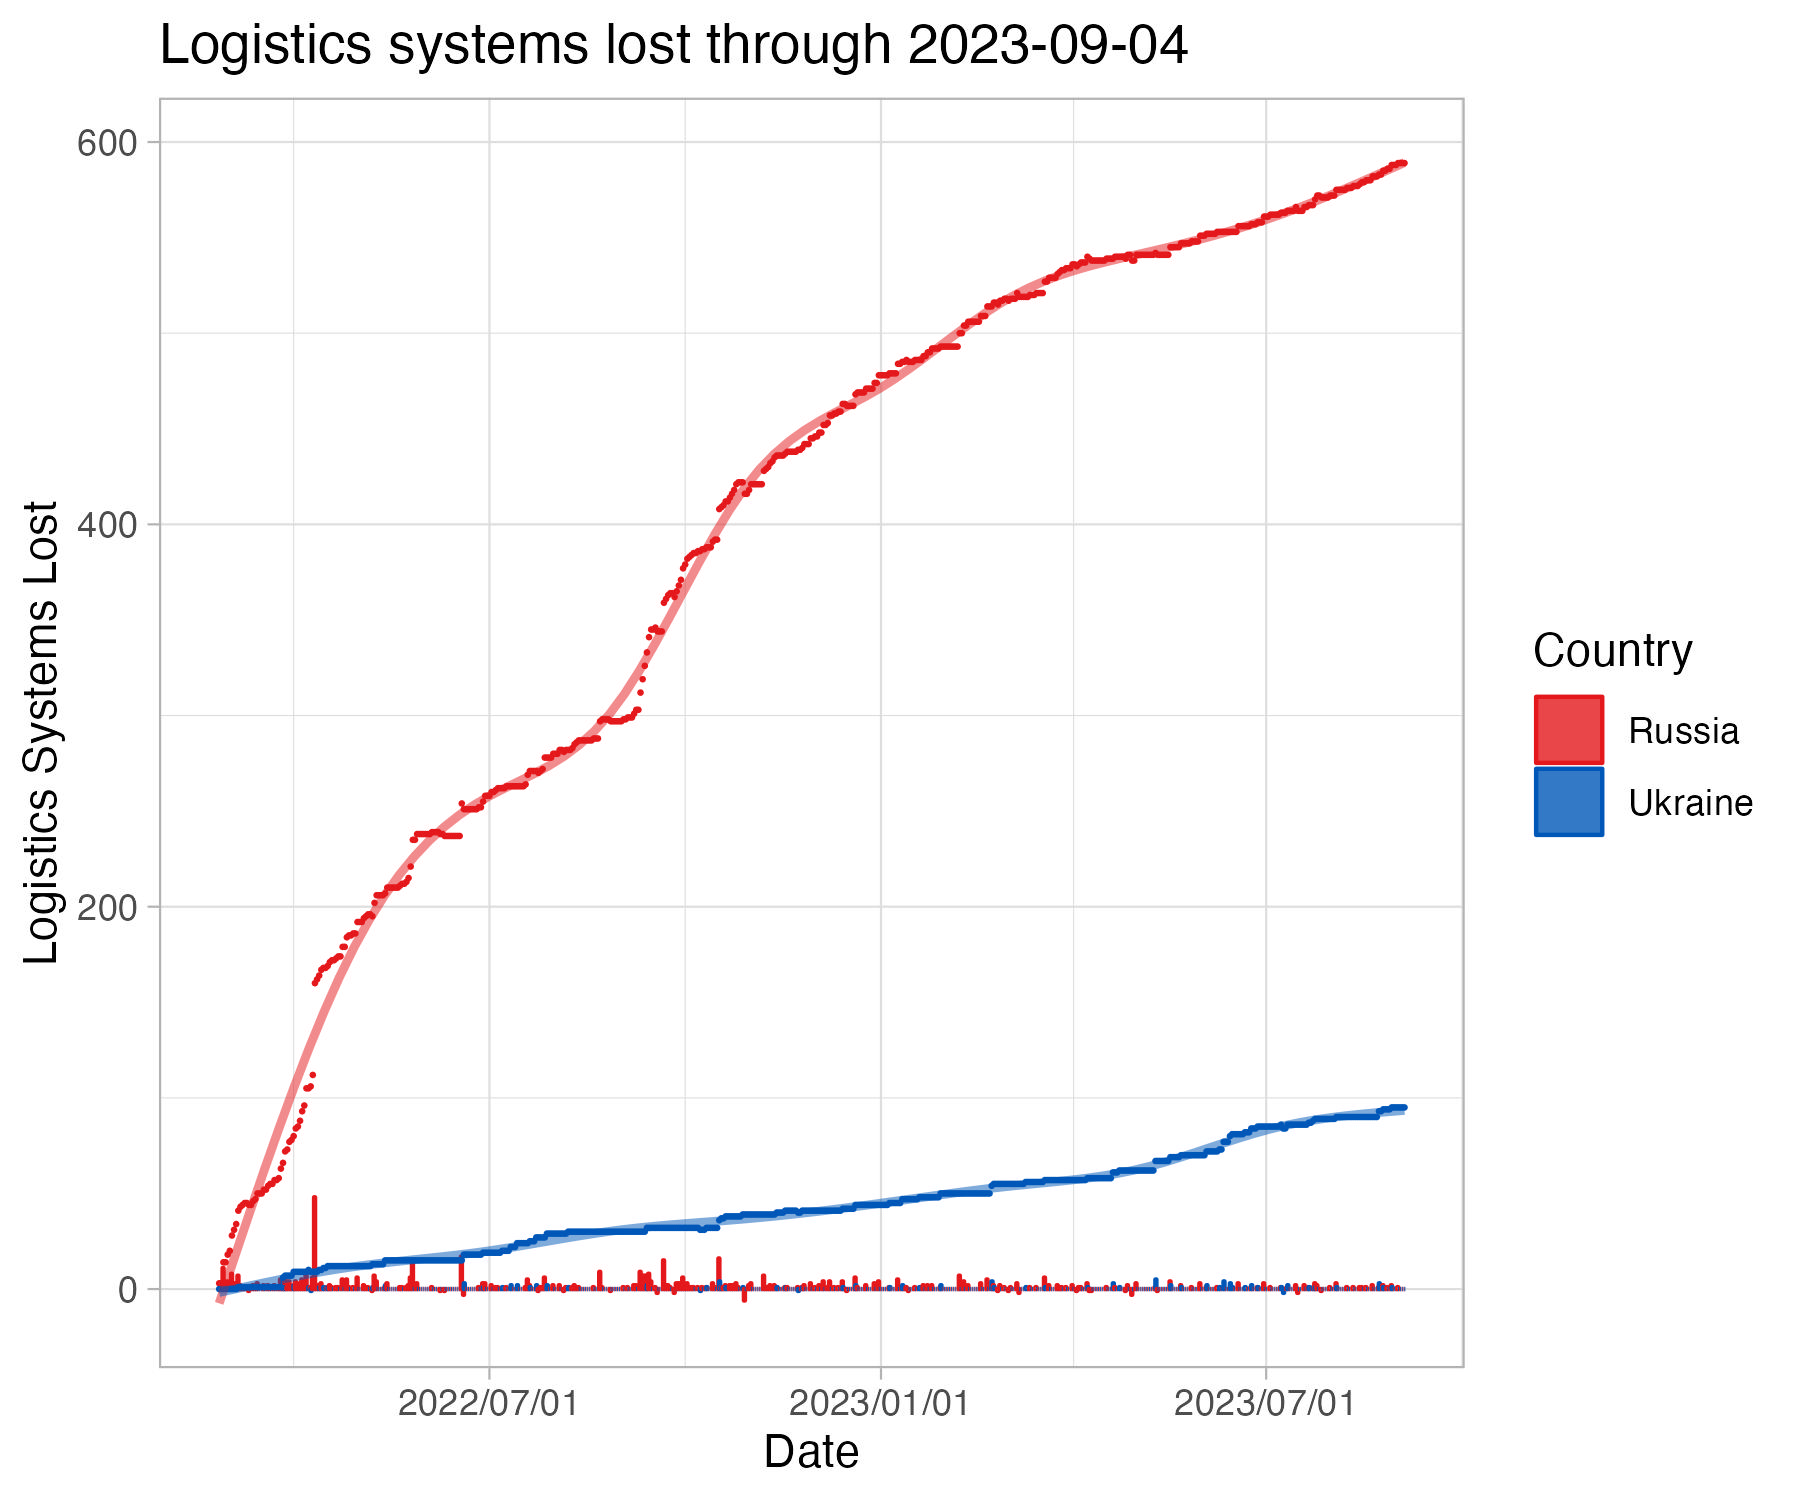 Logistics systems lost through 2023-09-04
Logistics Systems Lost
600
400
200
0
2022/07/01
2023/01/01
2023/07/01
Date
Country
Russia
Ukraine